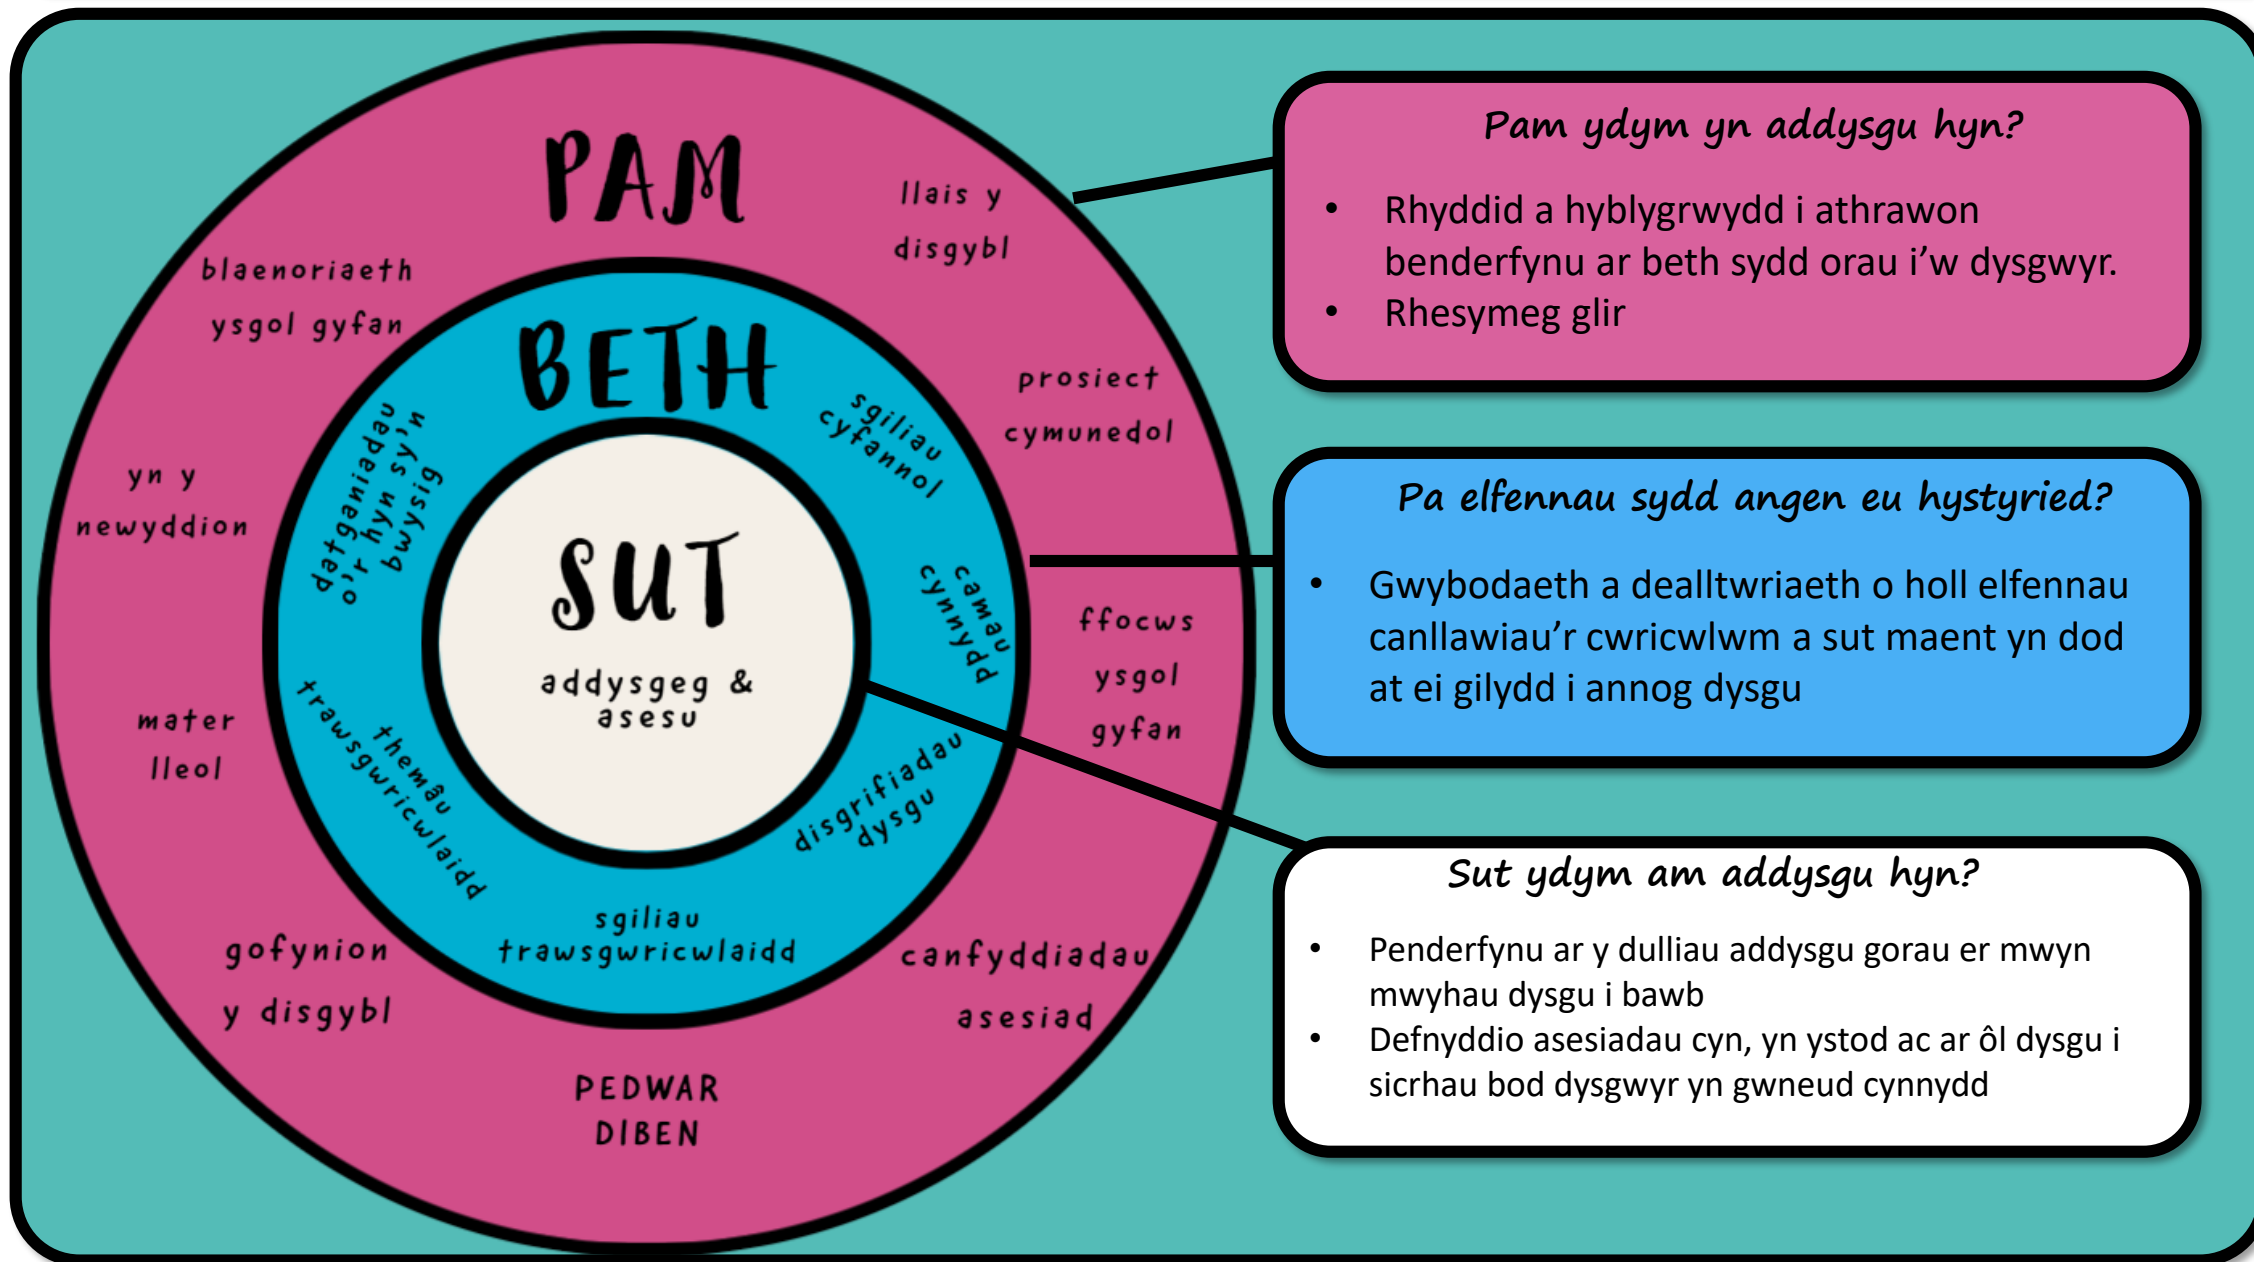 PAM
llais y
disgybl
blaenoriaeth
ysgol gyfan
prosiect
cymunedol
yn y
newyddion
ffocws
ysgol
gyfan
mater
lleol
gofynion
y disgybl
canfyddiadau
asesiad
PEDWAR
DIBEN
BETH
sgiliau
cyfannol
datganiadau
o'r hyn sy'n
bwysig
camau
cynnydd
themâu
trawsgwricwlaidd
disgrifiadau
dysgu
sgiliau
trawsgwricwlaidd
SUT
addysgeg &
asesu
Pam ydym yn addysgu hyn?
• Rhyddid a hyblygrwydd i athrawon
benderfynu ar beth sydd orau i'w dysgwyr.
• Rhesymeg glir
Pa elfennau sydd angen eu hystyried?
• Gwybodaeth a dealltwriaeth o holl elfennau
canllawiau'r cwricwlwm a sut maent yn dod
at ei gilydd i annog dysgu
Sut ydym am addysgu hyn?
• Penderfynu ar y dulliau addysgu gorau er mwyn
mwyhau dysgu i bawb
• Defnyddio asesiadau cyn, yn ystod ac ar ôl dysgu i
sicrhau bod dysgwyr yn gwneud cynnydd